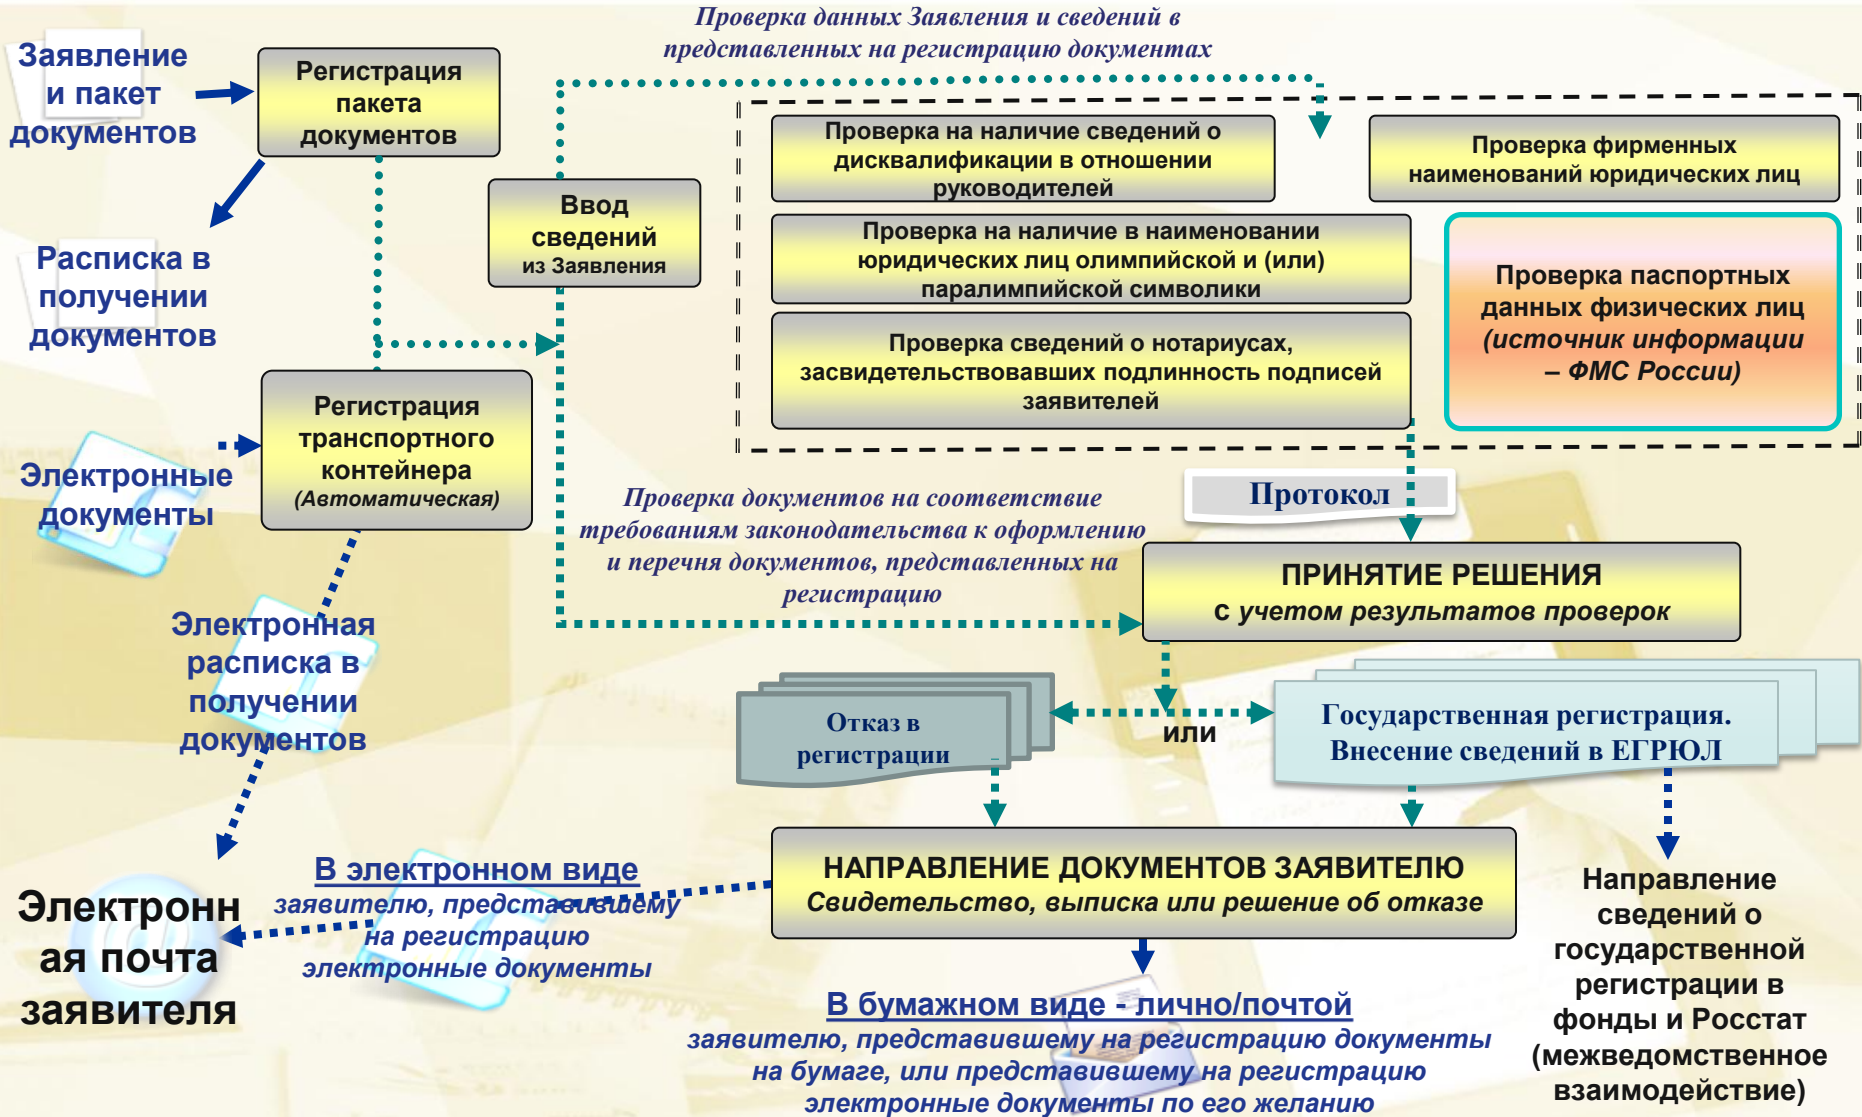 Проверка данных Заявления и сведений в
представленных на регистрацию документах
Заявление
и пакет
документов
Регистрация
пакета
документов
Ввод
сведений
из Заявления
Проверка на наличие сведений о
дисквалификации в отношении
руководителей
Проверка фирменных
наименований юридических лиц
Проверка на наличие в наименовании
юридических лиц олимпийской и (или)
паралимпийской символики
Проверка паспортных
данных физических лиц
(источник информации
– ФМС России)
Проверка сведений о нотариусах,
засвидетельствовавших подлинность подписей
заявителей
Расписка в
получении
документов
Регистрация
транспортного
контейнера
(Автоматическая)
Электронные
документы
Протокол
Проверка документов на соответствие
требованиям законодательства к оформлению
и перечня документов, представленных на
регистрацию
ПРИНЯТИЕ РЕШЕНИЯ
с учетом результатов проверок
Электронная
расписка в
получении
документов
Отказ в
регистрации
или
Государственная регистрация.
Внесение сведений в ЕГРЮЛ
НАПРАВЛЕНИЕ ДОКУМЕНТОВ ЗАЯВИТЕЛЮ
Свидетельство, выписка или решение об отказе
Электронн
ая почта
заявителя
В электронном виде
заявителю, представившему
на регистрацию
электронные документы
В бумажном виде - лично/почтой
заявителю, представившему на регистрацию документы
на бумаге, или представившему на регистрацию
электронные документы по его желанию
Направление
сведений о
государственной
регистрации в
фонды и Росстат
(межведомственное
взаимодействие)